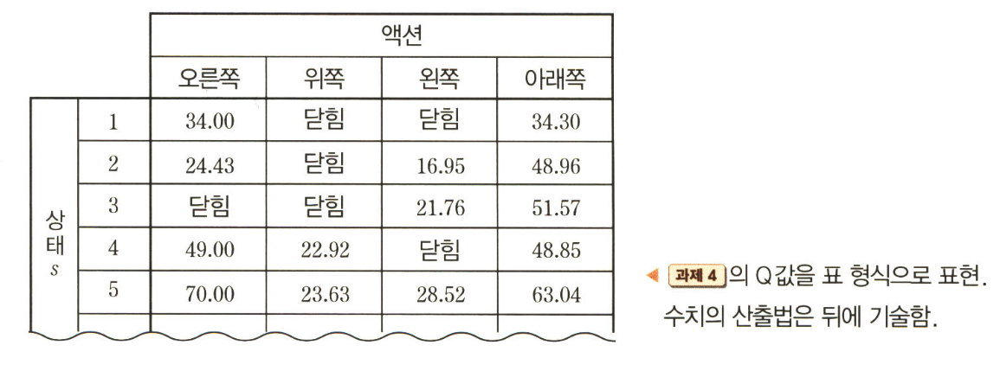 액션
오른쪽 위쪽 왼쪽 아래쪽
상태 s
1 34.00 닫힘 닫힘 34.30
2 24.43 닫힘 16.95 48.96
3 닫힘 닫힘 21.76 51.57
4 49.00 22.92 닫힘 48.85
5 70.00 23.63 28.52 63.04
◀ 과제 4의 Q값을 표 형식으로 표현.
수치의 산출법은 뒤에 기술함.